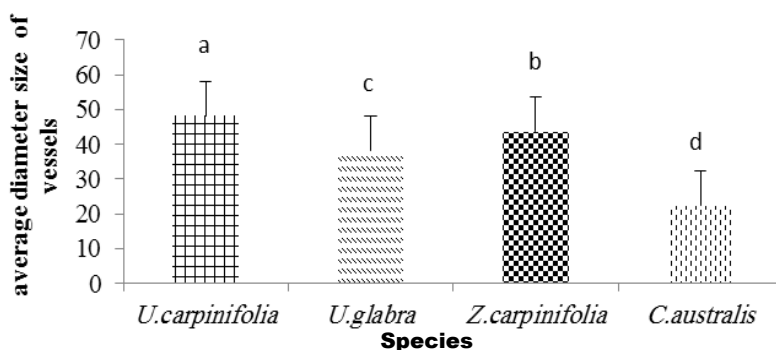 average diameter size of
vessels
70
60
50
40
30
20
10
0
a
c
b
d
U.carpinifolia
U.glabra
Z.carpinifolia
C.australis
Species